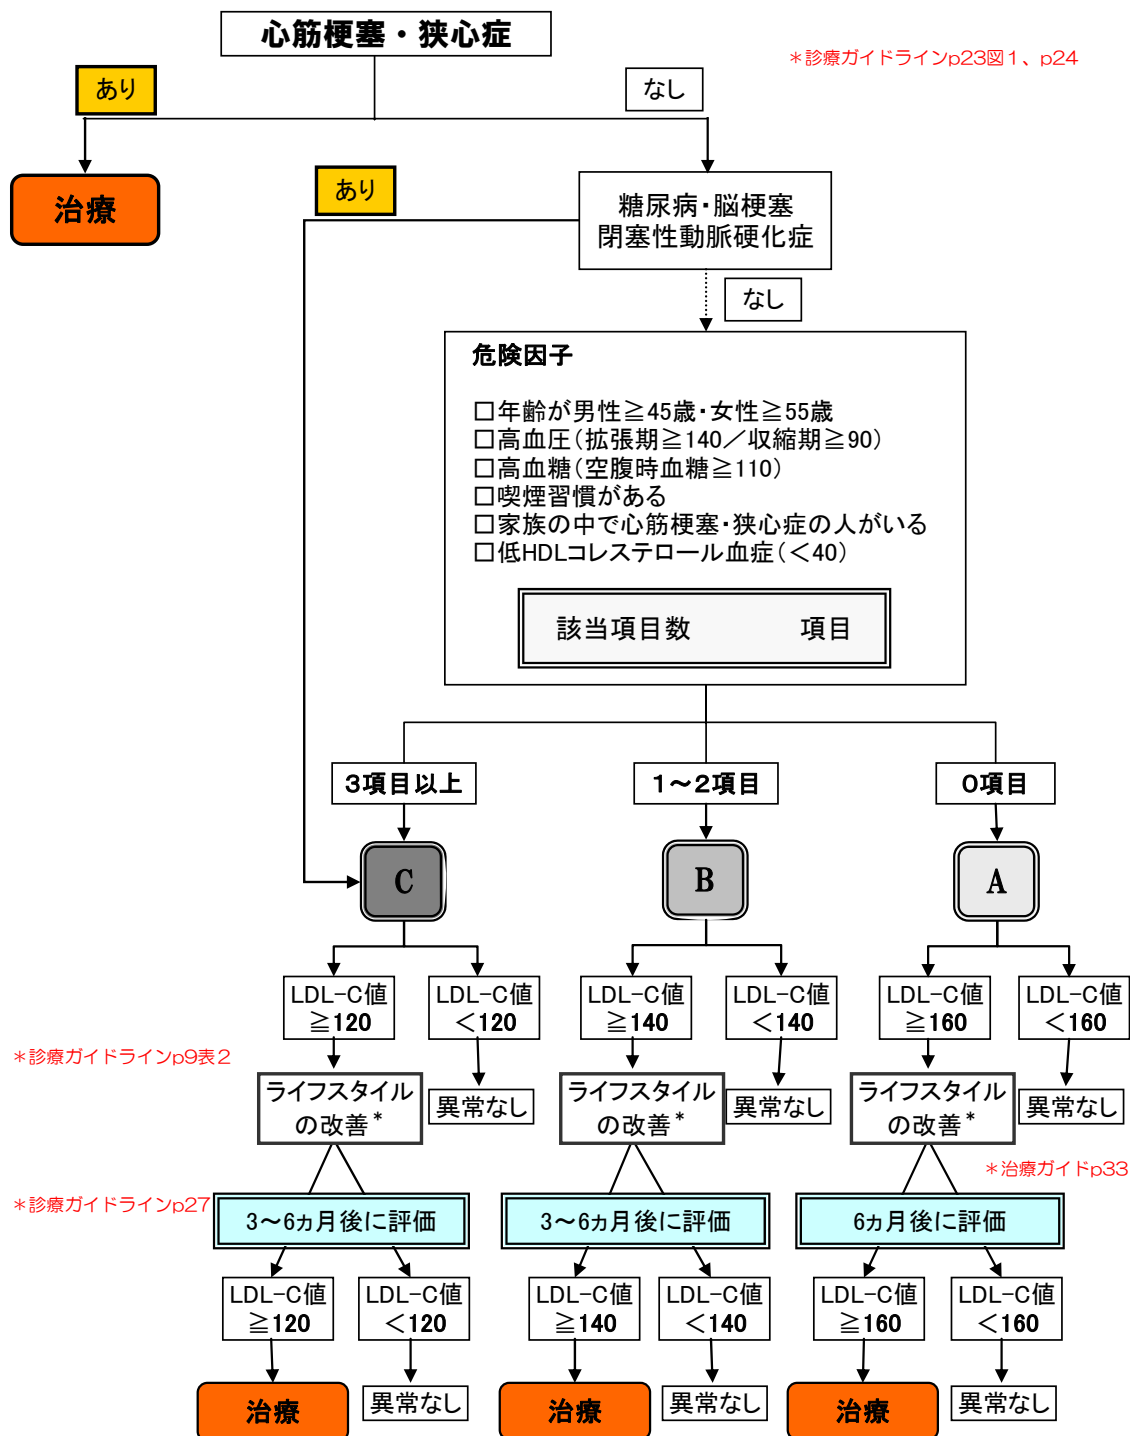 心筋梗塞・狭心症
＊診療ガイドラインp23図１、p24
あり
なし
治療
あり
糖尿病・脳梗塞
閉塞性動脈硬化症
なし
危険因子
□年齢が男性≧45歳・女性≧55歳
□高血圧（拡張期≧140／収縮期≧90）
□高血糖（空腹時血糖≧110）
□喫煙習慣がある
□家族の中で心筋梗塞・狭心症の人がいる
□低HDLコレステロール血症（＜40）
該当項目数　　　　項目
３項目以上
１～２項目
０項目
C
B
A
LDL-C値
≧120
LDL-C値
＜120
LDL-C値
≧140
LDL-C値
＜140
LDL-C値
≧160
LDL-C値
＜160
＊診療ガイドラインp9表２
ライフスタイル
の改善*
異常なし
ライフスタイル
の改善*
異常なし
ライフスタイル
の改善*
異常なし
＊治療ガイドp33
＊診療ガイドラインp27
3～6ヵ月後に評価
3～6ヵ月後に評価
6ヵ月後に評価
LDL-C値
≧120
LDL-C値
＜120
LDL-C値
≧140
LDL-C値
＜140
LDL-C値
≧160
LDL-C値
＜160
治療
異常なし
治療
異常なし
治療
異常なし